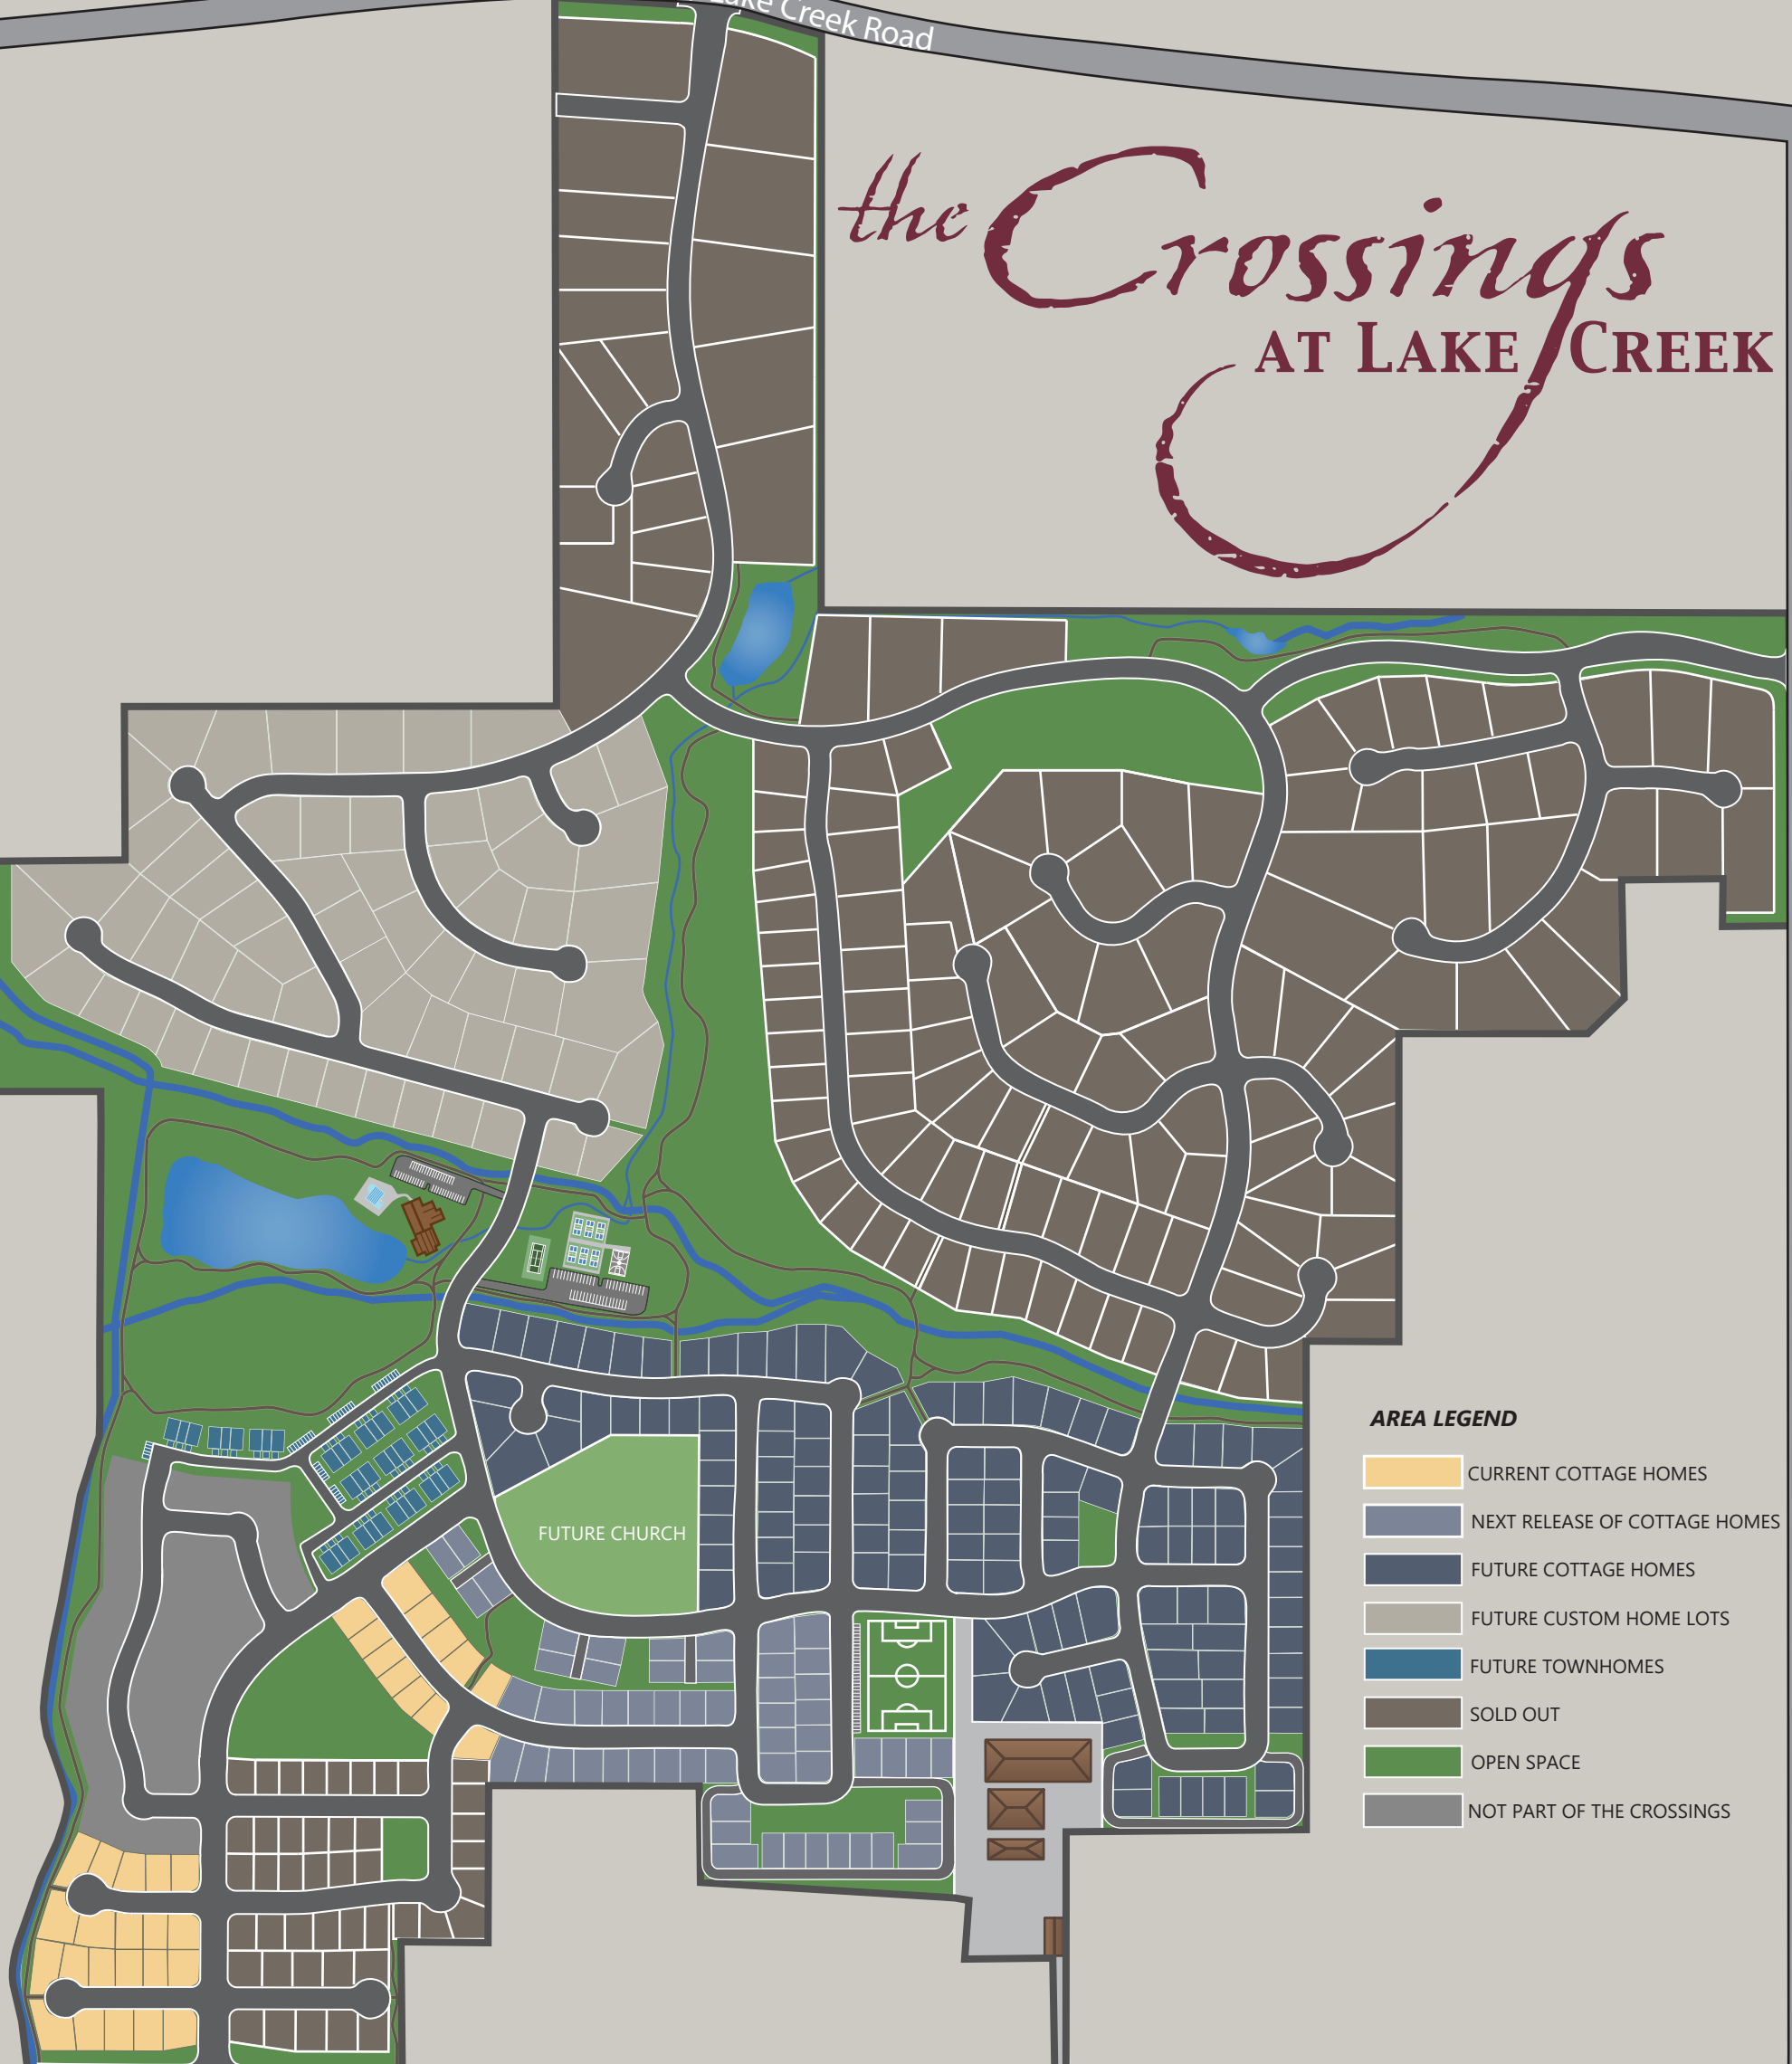 Lake Creek Road
the Crossings
AT LAKE CREEK
FUTURE CHURCH
AREA LEGEND
CURRENT COTTAGE HOMES
NEXT RELEASE OF COTTAGE HOMES
FUTURE COTTAGE HOMES
FUTURE CUSTOM HOME LOTS
FUTURE TOWNHOMES
SOLD OUT
OPEN SPACE
NOT PART OF THE CROSSINGS